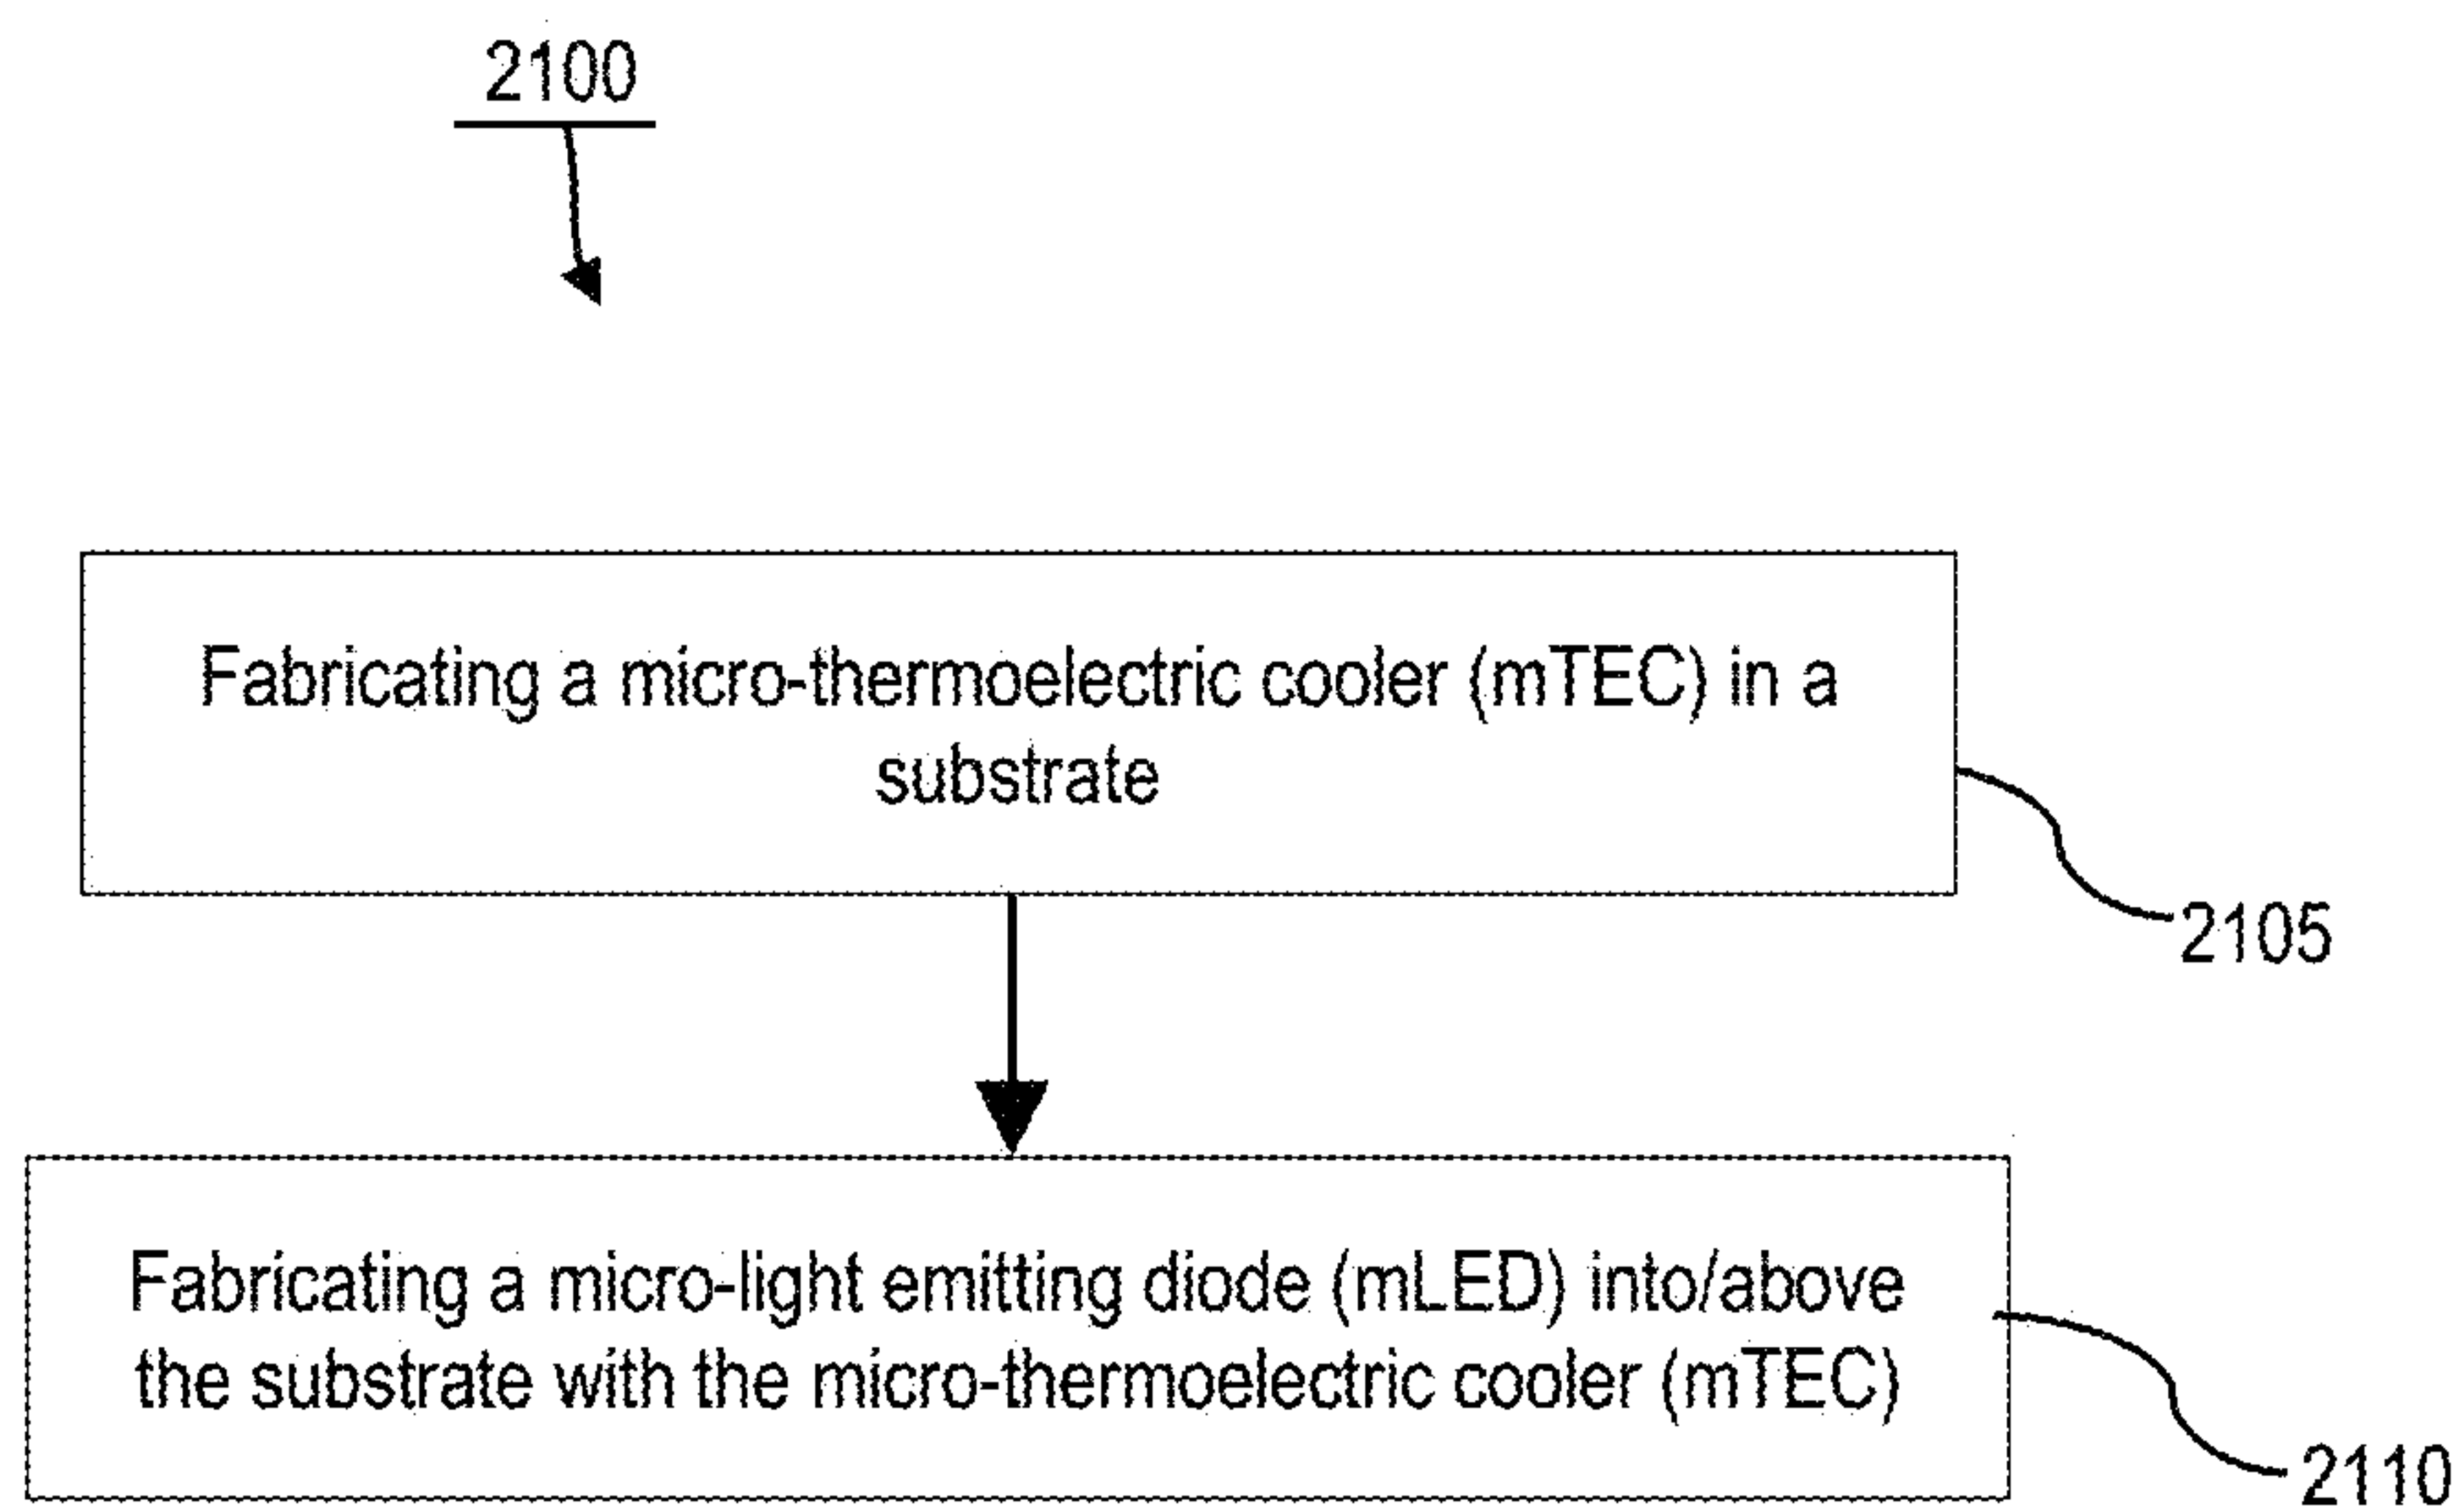 2100
Fabricating a micro-thermoelectric cooler (mTEC) in a
substrate
2105
Fabricating a micro-light emitting diode (mLED) into/above
the substrate with the micro-thermoelectric cooler (mTEC)
2110